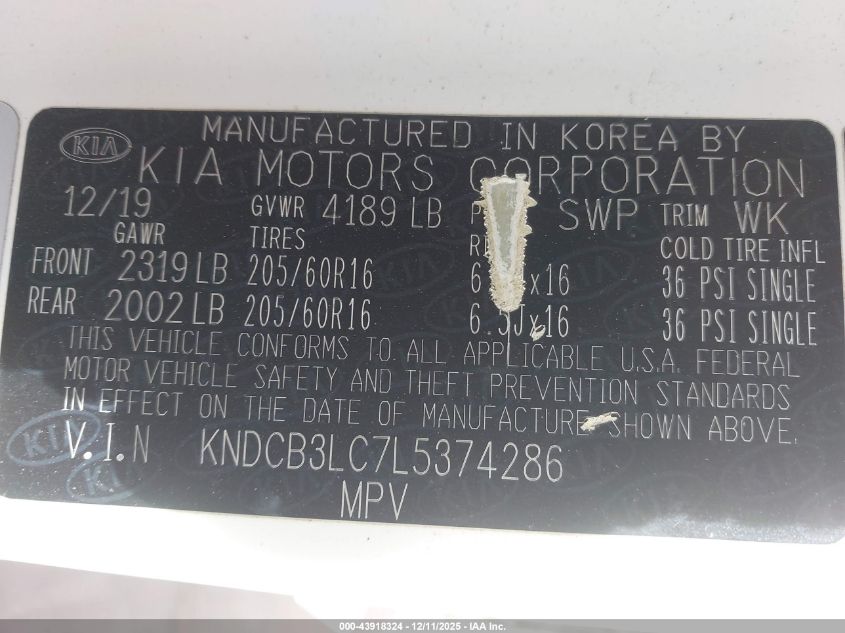 MANUFACTURED IN KOREA BY
KIA KIA MOTORS CORPORATION
12/19 GVWR 4189 LB SWP TRIM WK
GAWR TIRES COLD TIRE INFL
FRONT 2319 LB 205/60R16 x16 36 PSI SINGLE
REAR 2002 LB 205/60R16 6.5Jx16 36 PSI SINGLE
THIS VEHICLE CONFORMS TO ALL APPLICABLE U.S.A. FEDERAL
MOTOR VEHICLE SAFETY AND THEFT PREVENTION STANDARDS
IN EFFECT ON THE DATE OF MANUFACTURE SHOWN ABOVE.
V.I.N KNDCB3LC7L5374286
MPV
000-43918324 - 12/11/2025 - IAA Inc.